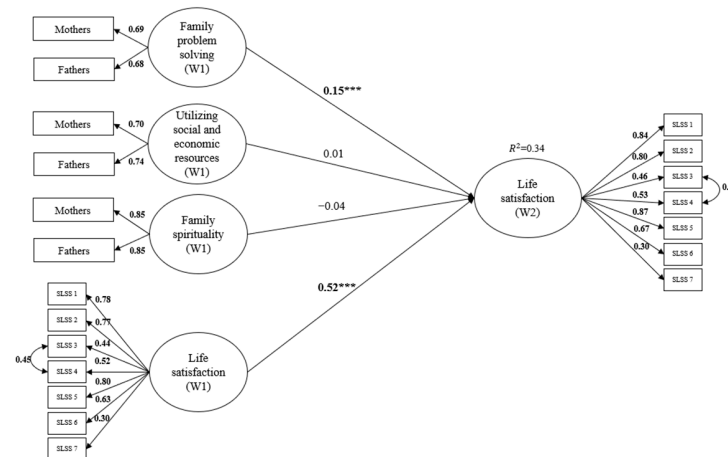 Mothers
0.69
Fathers
0.68
Family
problem
solving
(W1)
0.15***
Mothers
0.70
Fathers
0.74
Utilizing
social and
economic
resources
(W1)
0.01
Mothers
0.85
Fathers
0.85
Family
spirituality
(W1)
−0.04
SLSS 1
0.78
SLSS 2
0.77
SLSS 3
0.44
SLSS 4
0.52
0.45
SLSS 5
0.80
SLSS 6
0.63
SLSS 7
0.30
Life
satisfaction
(W1)
0.52***
R²=0.34
Life
satisfaction
(W2)
0.84
SLSS 1
0.80
SLSS 2
0.46
SLSS 3
0.53
SLSS 4
0.87
SLSS 5
0.67
SLSS 6
0.30
SLSS 7